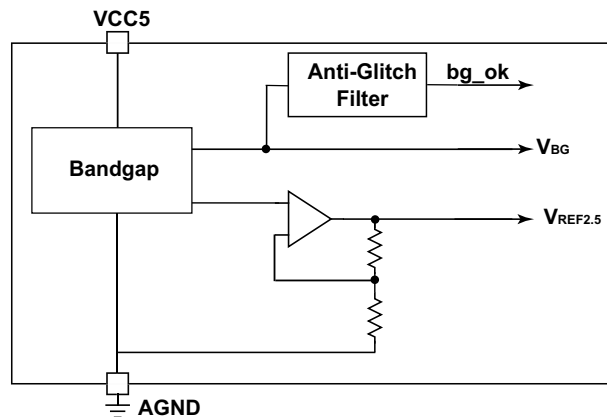 VCC5
Anti-Glitch
Filter
bg_ok
Bandgap
VBG
VREF2.5
AGND